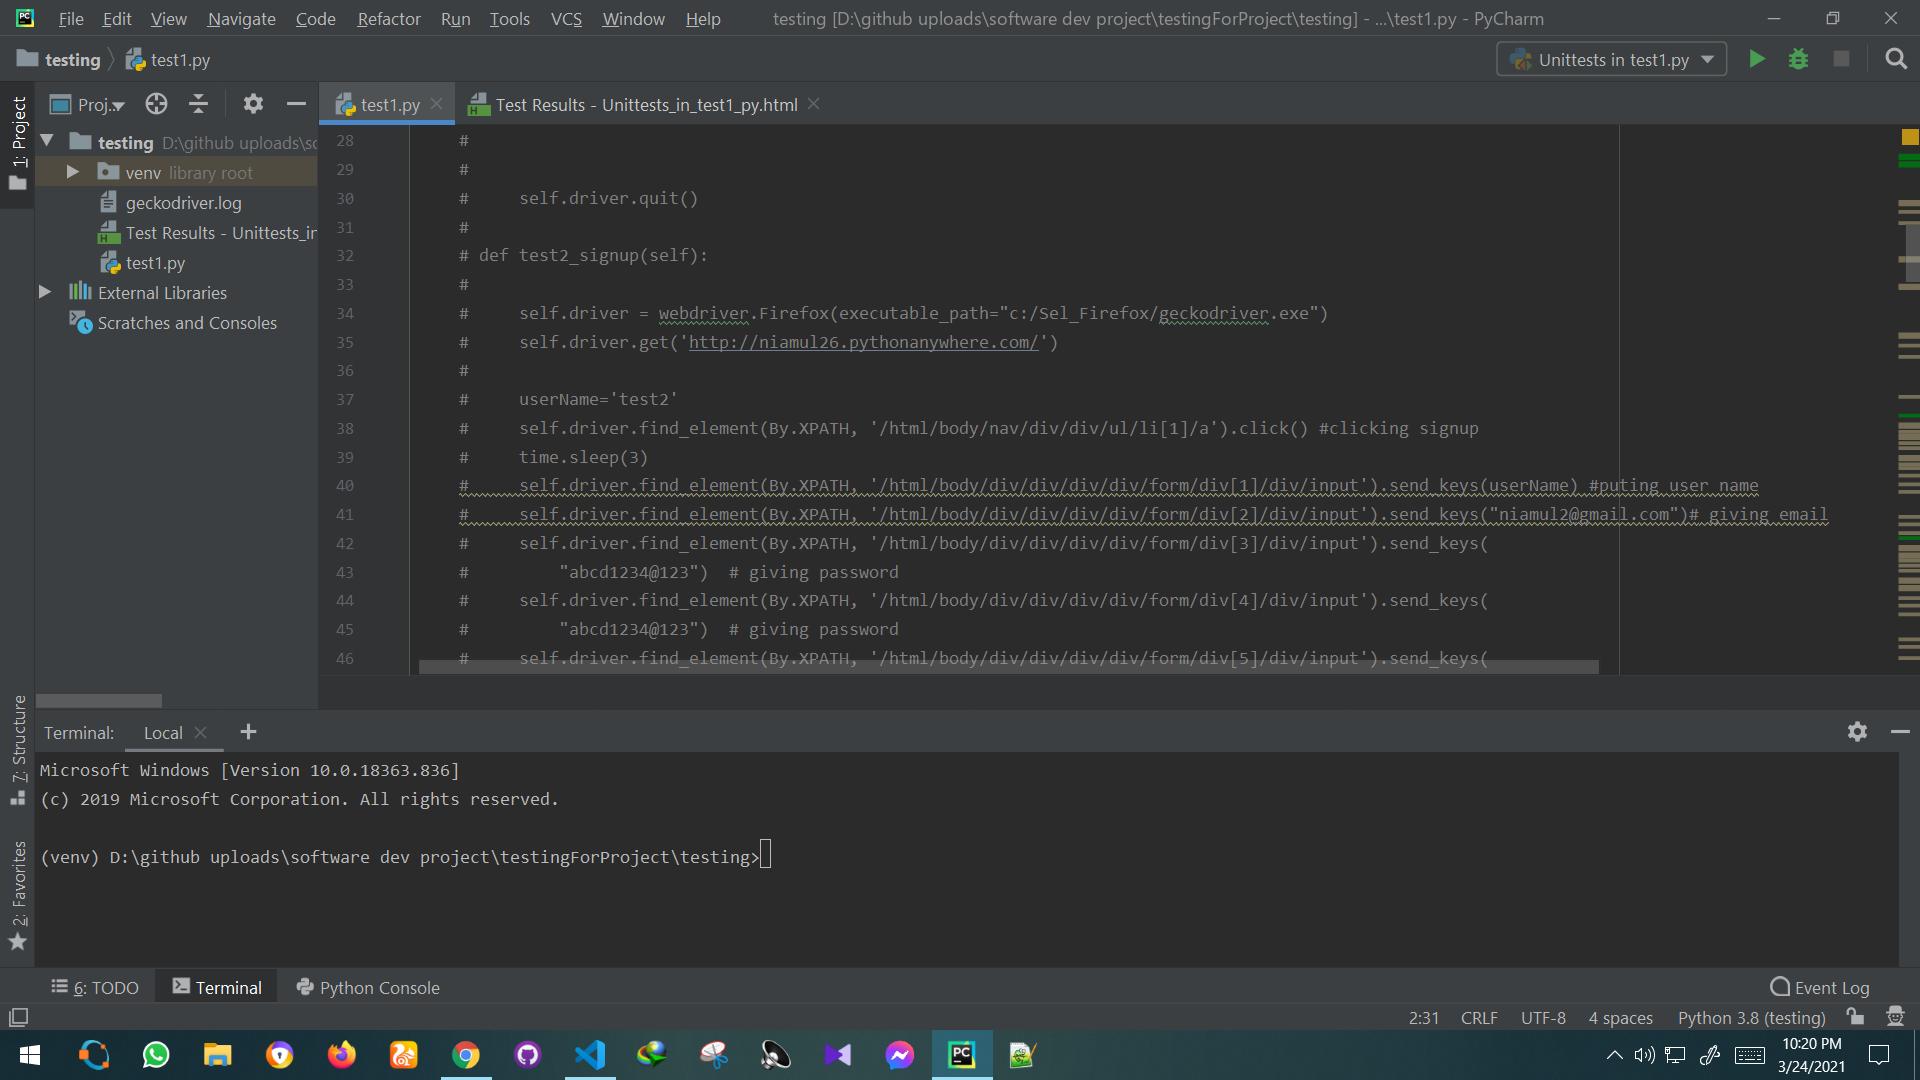 File Edit View Navigate Code Refactor Run Tools VCS Window Help testing [D:\github uploads\software dev project\testingForProject\testing] - ...\test1.py - PyCharm
testing test1.py Unittests in test1.py
1: Project
Proj..
testing D:\github uploads\so
venv library root
geckodriver.log
Test Results - Unittests_in
test1.py
External Libraries
Scratches and Consoles
test1.py Test Results - Unittests_in_test1_py.html
28 #
29 #
30 #     self.driver.quit()
31 #
32 # def test2_signup(self):
33 #
34 #     self.driver = webdriver.Firefox(executable_path="c:/Sel_Firefox/geckodriver.exe")
35 #     self.driver.get('http://niamul26.pythonanywhere.com/')
36 #
37 #     userName='test2'
38 #     self.driver.find_element(By.XPATH, '/html/body/nav/div/div/ul/li[1]/a').click() #clicking signup
39 #     time.sleep(3)
40 #     self.driver.find_element(By.XPATH, '/html/body/div/div/div/div/form/div[1]/div/input').send_keys(userName) #puting user name
41 #     self.driver.find_element(By.XPATH, '/html/body/div/div/div/div/form/div[2]/div/input').send_keys("niamul2@gmail.com")# giving email
42 #     self.driver.find_element(By.XPATH, '/html/body/div/div/div/div/form/div[3]/div/input').send_keys(
43 #         "abcd1234@123")  # giving password
44 #     self.driver.find_element(By.XPATH, '/html/body/div/div/div/div/form/div[4]/div/input').send_keys(
45 #         "abcd1234@123")  # giving password
46 #     self.driver.find_element(By.XPATH, '/html/body/div/div/div/div/form/div[5]/div/input').send_keys(
7: Structure
2: Favorites
Terminal: Local
Microsoft Windows [Version 10.0.18363.836]
(c) 2019 Microsoft Corporation. All rights reserved.
(venv) D:\github uploads\software dev project\testingForProject\testing>
6: TODO Terminal Python Console Event Log
2:31 CRLF UTF-8 4 spaces Python 3.8 (testing)
10:20 PM
3/24/2021